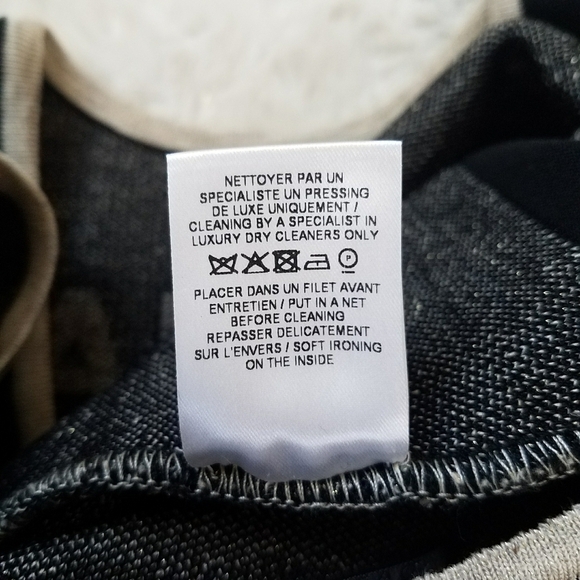 NETTOYER PAR UN
SPECIALISTE UN PRESSING
DE LUXE UNIQUEMENT /
CLEANING BY A SPECIALIST IN
LUXURY DRY CLEANERS ONLY
P
PLACER DANS UN FILET AVANT
ENTRETIEN / PUT IN A NET
BEFORE CLEANING
REPASSER DELICATEMENT
SUR L'ENVERS / SOFT IRONING
ON THE INSIDE